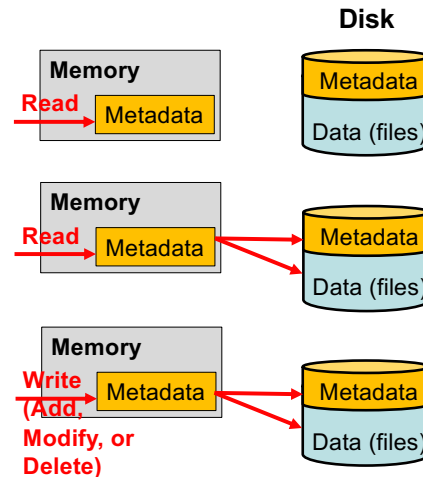 Disk
Memory
Read
Metadata
Metadata
Data (files)
Memory
Read
Metadata
Metadata
Data (files)
Memory
Write
(Add,
Modify, or
Delete)
Metadata
Metadata
Data (files)